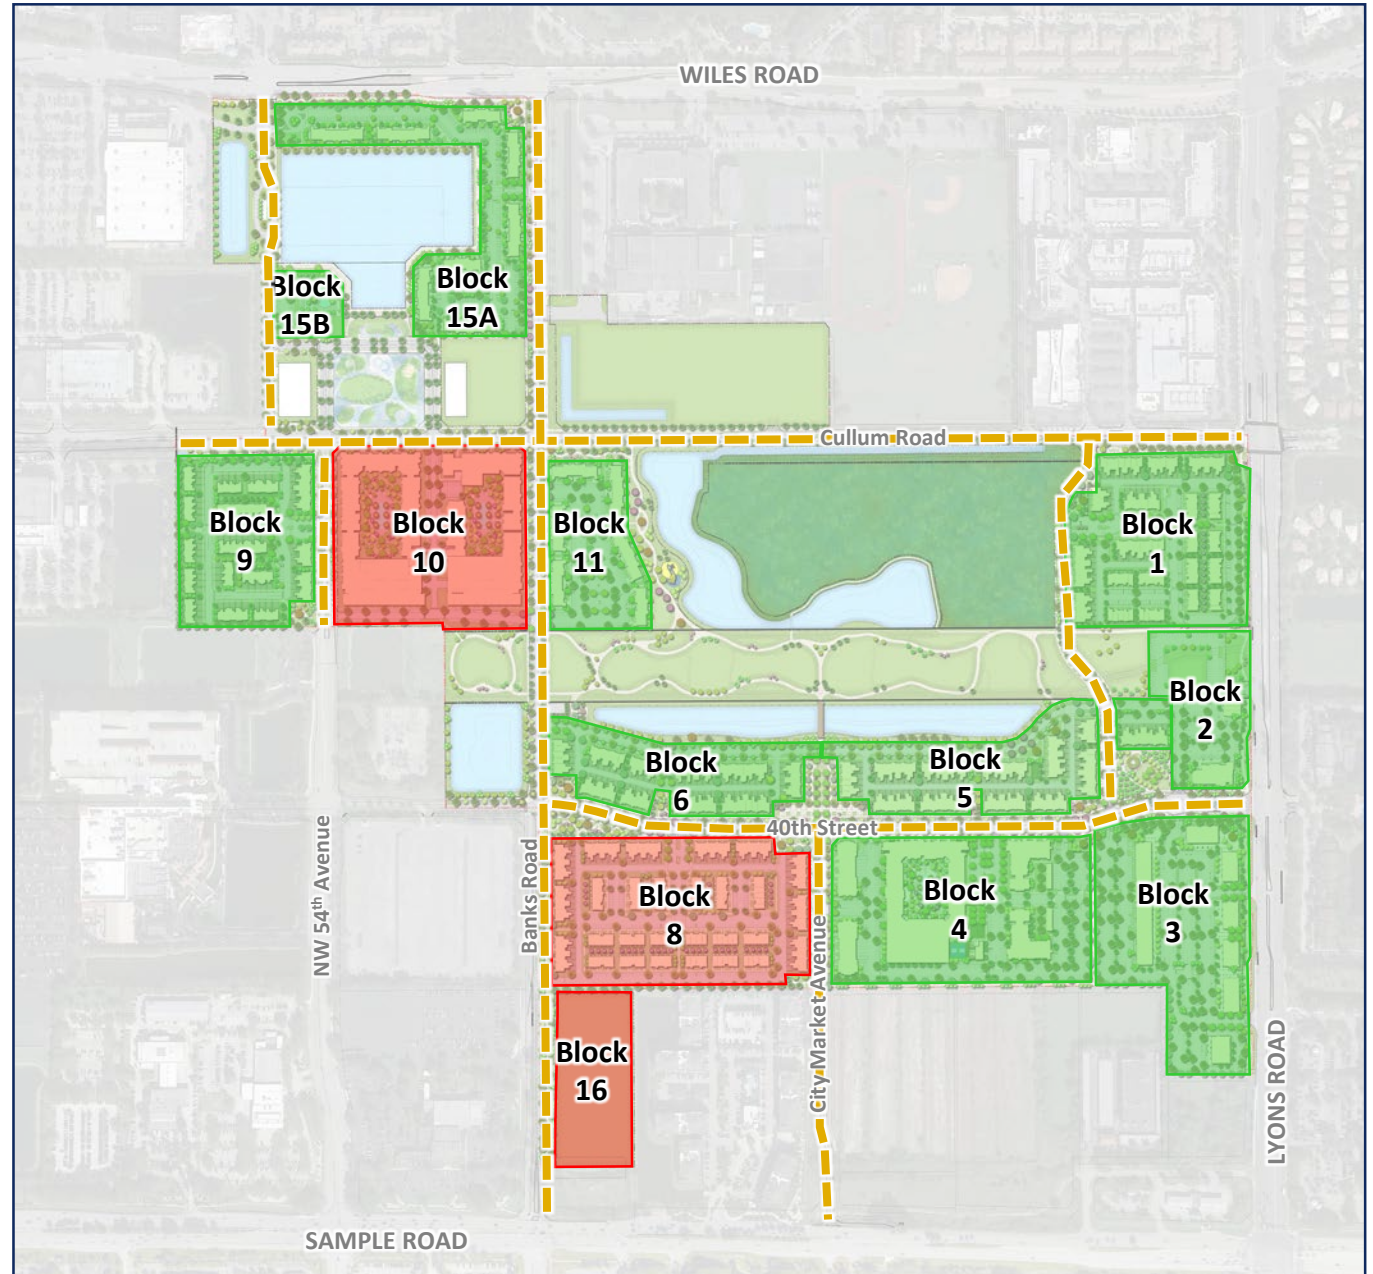 WILES ROAD
Block
15B
Block
15A
Cullum Road
Block
9
Block
10
Block
11
Block
1
Block
2
Block
6
Block
5
40th Street
NW 54th Avenue
Banks Road
Block
8
City Market Avenue
Block
4
Block
3
Block
16
LYONS ROAD
SAMPLE ROAD